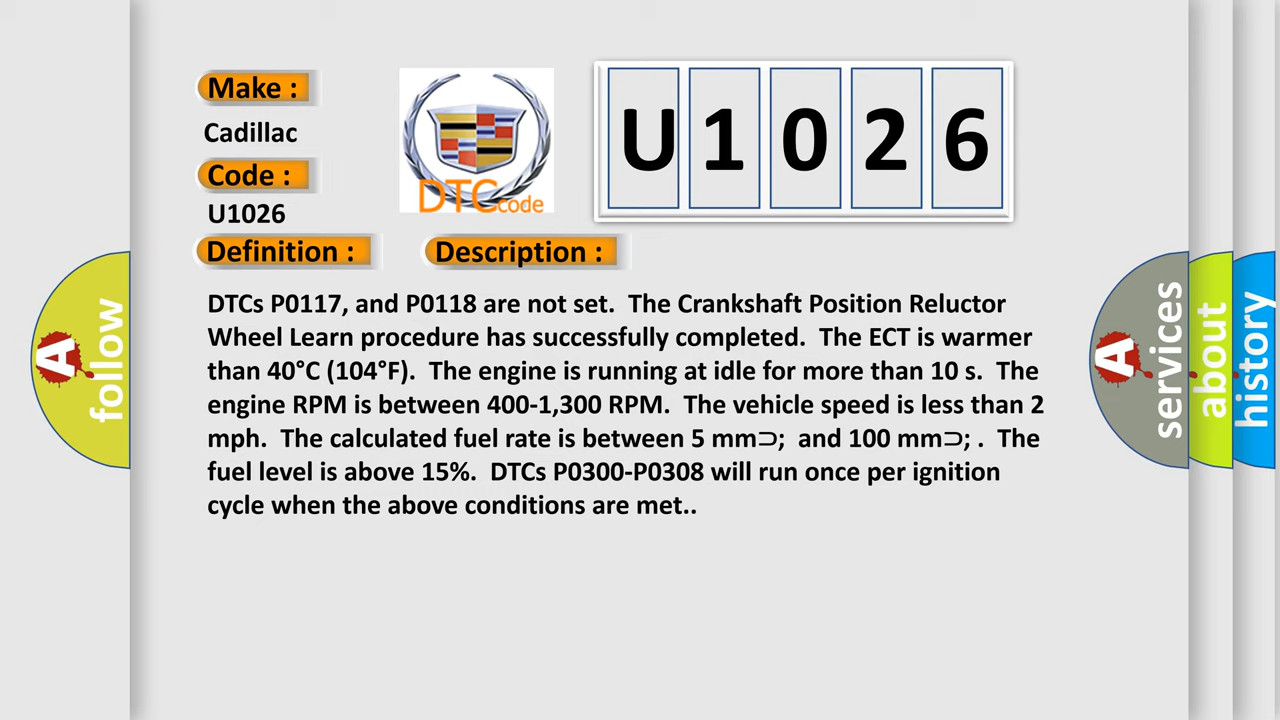 Make :
Cadillac
Code :
U1026
DTC code
U 1 0 2 6
Definition :
Description :
DTCs P0117, and P0118 are not set.  The Crankshaft Position Reluctor
Wheel Learn procedure has successfully completed.  The ECT is warmer
than 40°C (104°F).  The engine is running at idle for more than 10 s.  The
engine RPM is between 400-1,300 RPM.  The vehicle speed is less than 2
mph.  The calculated fuel rate is between 5 mm⊃;  and 100 mm⊃; .  The
fuel level is above 15%.  DTCs P0300-P0308 will run once per ignition
cycle when the above conditions are met..
A follow
A services
about
history